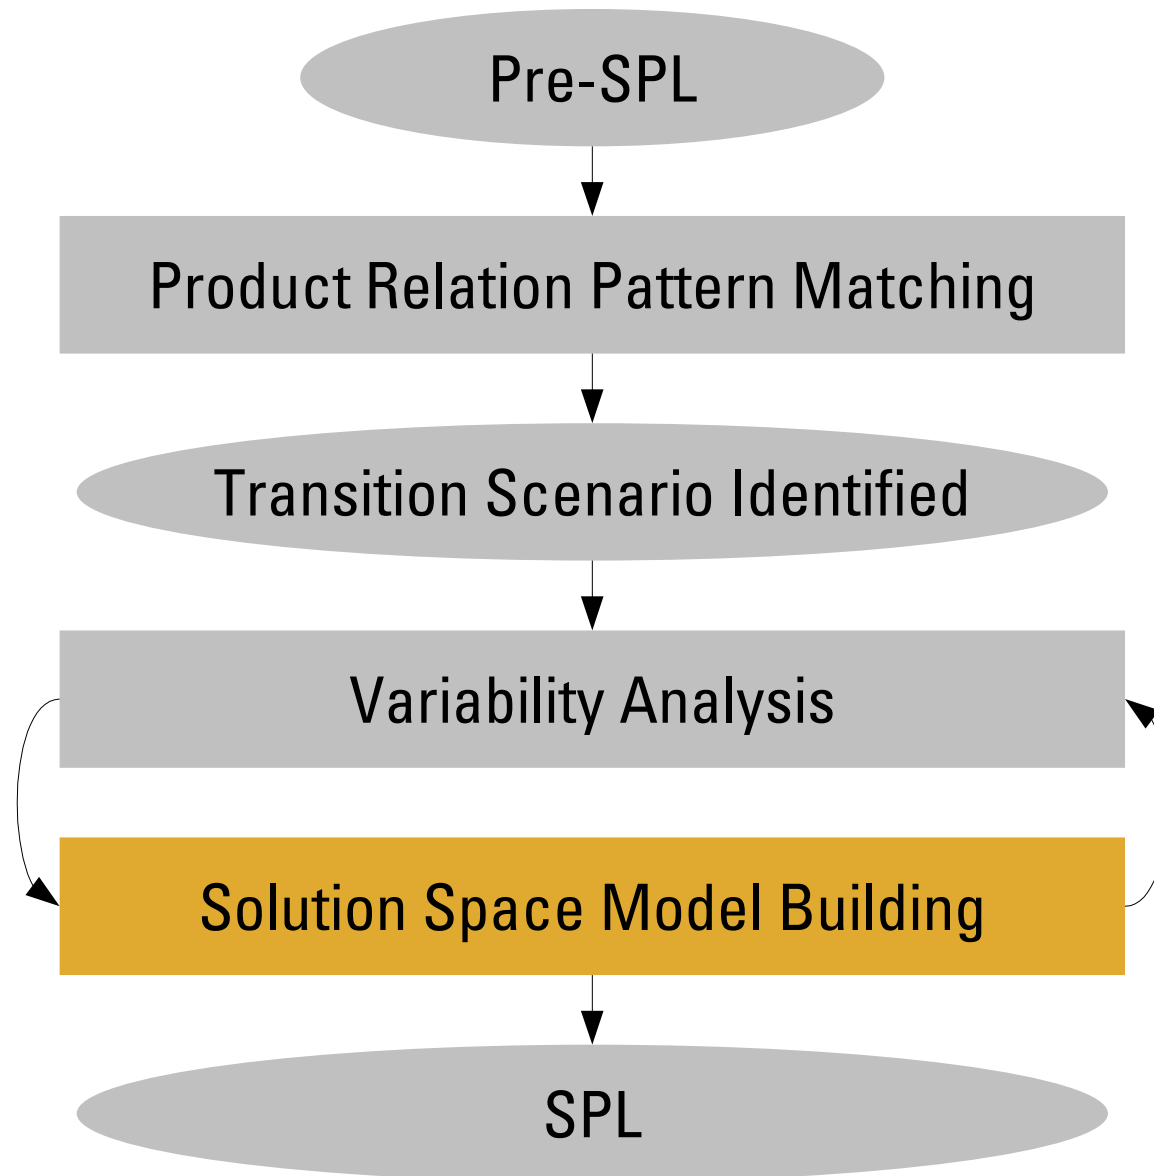 Pre-SPL
Product Relation Pattern Matching
Transition Scenario Identified
Variability Analysis
Solution Space Model Building
SPL